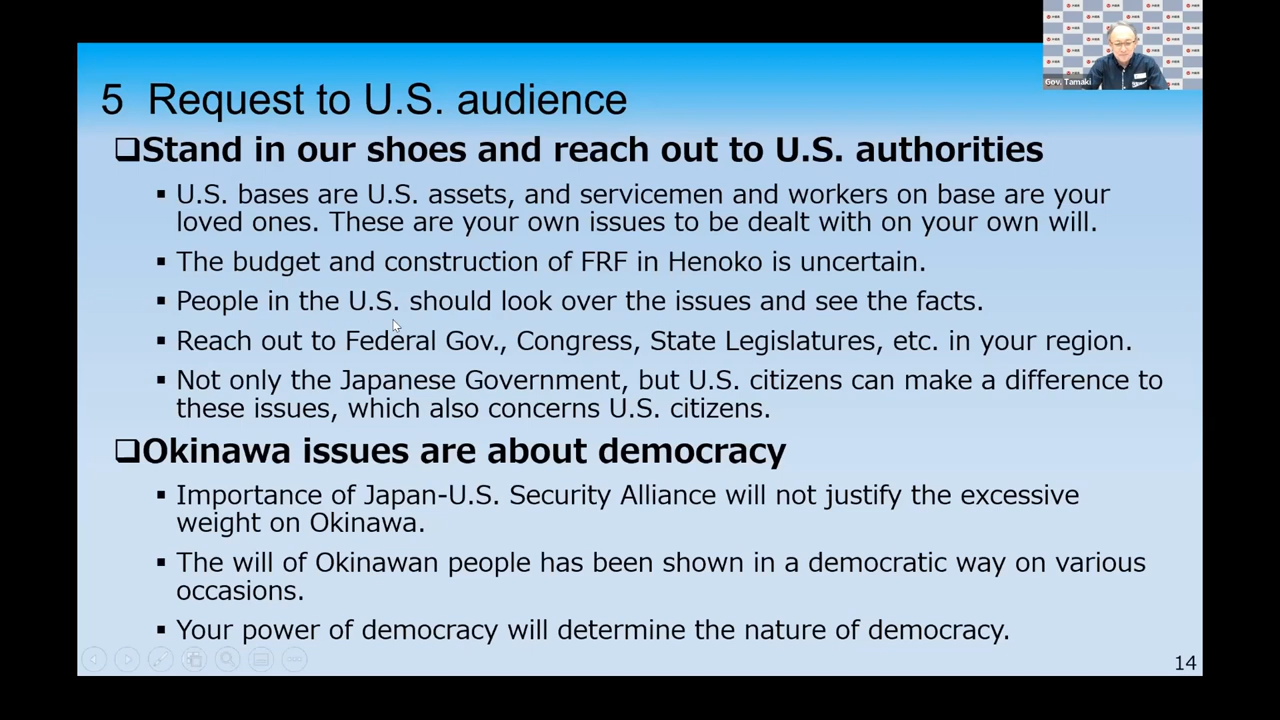 Gov. Tamaki
5 Request to U.S. audience
❑Stand in our shoes and reach out to U.S. authorities
▪ U.S. bases are U.S. assets, and servicemen and workers on base are your
loved ones. These are your own issues to be dealt with on your own will.
▪ The budget and construction of FRF in Henoko is uncertain.
▪ People in the U.S. should look over the issues and see the facts.
▪ Reach out to Federal Gov., Congress, State Legislatures, etc. in your region.
▪ Not only the Japanese Government, but U.S. citizens can make a difference to
these issues, which also concerns U.S. citizens.
❑Okinawa issues are about democracy
▪ Importance of Japan-U.S. Security Alliance will not justify the excessive
weight on Okinawa.
▪ The will of Okinawan people has been shown in a democratic way on various
occasions.
▪ Your power of democracy will determine the nature of democracy.
14